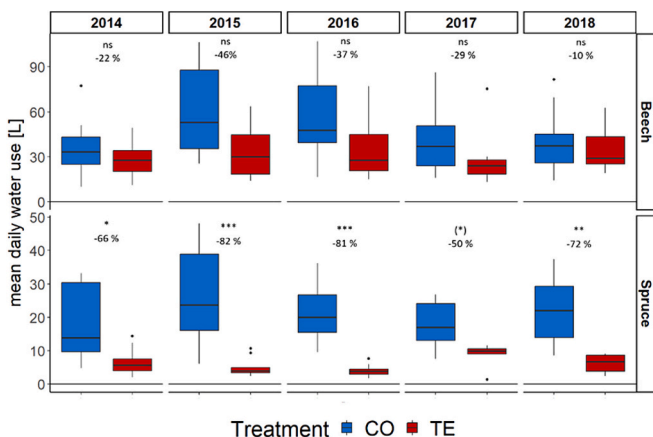 2014 2015 2016 2017 2018
ns ns ns ns ns
-22 % -46% -37 % -29 % -10 %
90
60
30
0
Beech
mean daily water use [L]
50
40
30
20
10
0
* *** *** (*) **
-66 % -82 % -81 % -50 % -72 %
Spruce
Treatment CO TE